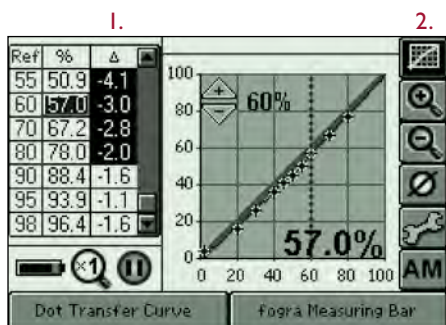 1. 2.
Ref % Δ
55 50.9 -4.1
60 57.0 -3.0
70 67.2 -2.8
80 78.0 -2.0
90 88.4 -1.6
95 93.9 -1.1
98 96.4 -1.6
×1
100
80
60
40
20
0
0 20 40 60 80 100
60%
57.0%
AM
Dot Transfer Curve
fogra Measuring Bar